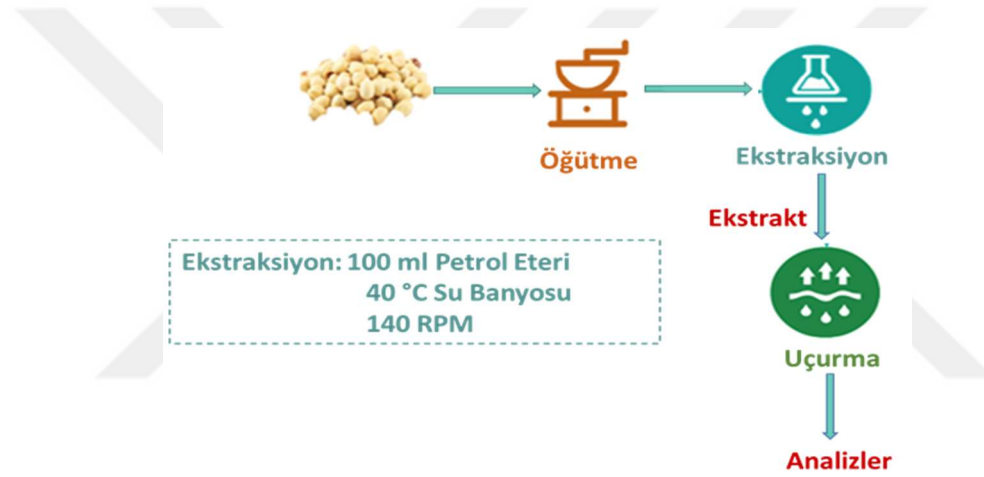 Öğütme
Ekstraksiyon
Ekstrakt
Ekstraksiyon: 100 ml Petrol Eteri
40 °C Su Banyosu
140 RPM
Uçurma
Analizler